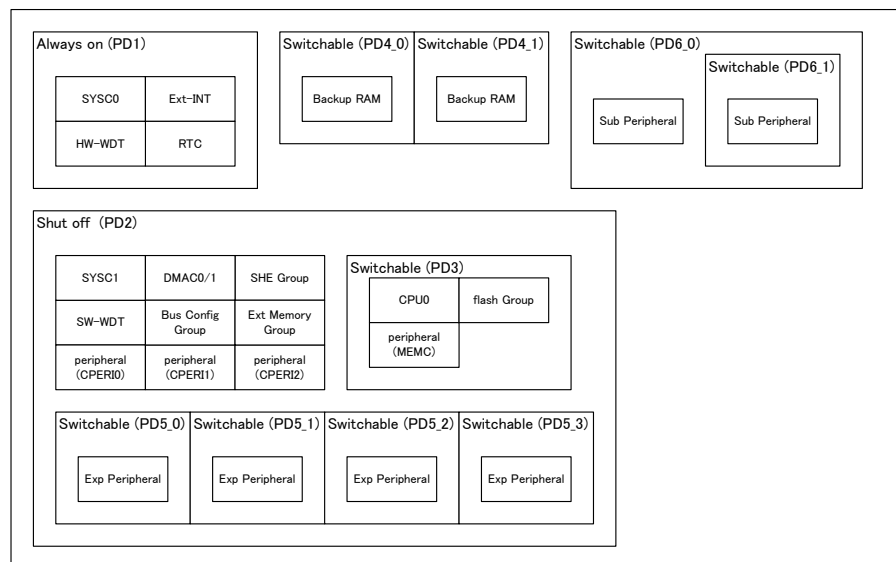 Always on (PD1)
SYSC0
Ext-INT
HW-WDT
RTC
Switchable (PD4_0)
Backup RAM
Switchable (PD4_1)
Backup RAM
Switchable (PD6_0)
Sub Peripheral
Switchable (PD6_1)
Sub Peripheral
Shut off (PD2)
SYSC1
DMAC0/1
SHE Group
SW-WDT
Bus Config
Group
Ext Memory
Group
peripheral
(CPERI0)
peripheral
(CPERI1)
peripheral
(CPERI2)
Switchable (PD3)
CPU0
flash Group
peripheral
(MEMC)
Switchable (PD5_0)
Exp Peripheral
Switchable (PD5_1)
Exp Peripheral
Switchable (PD5_2)
Exp Peripheral
Switchable (PD5_3)
Exp Peripheral